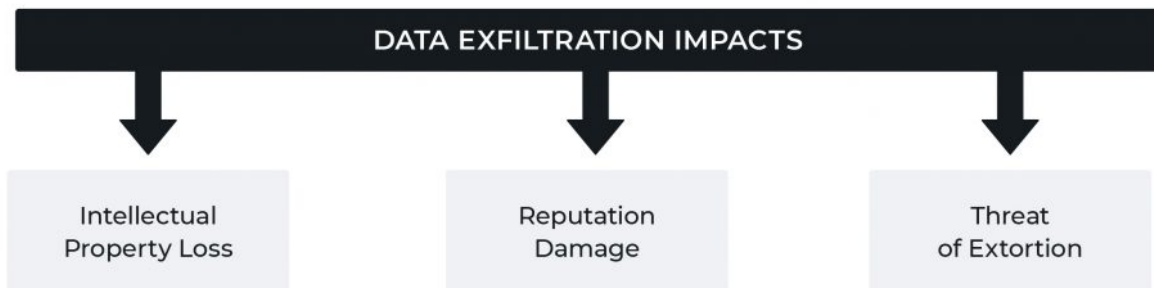 DATA EXFILTRATION IMPACTS
Intellectual
Property Loss
Reputation
Damage
Threat
of Extortion